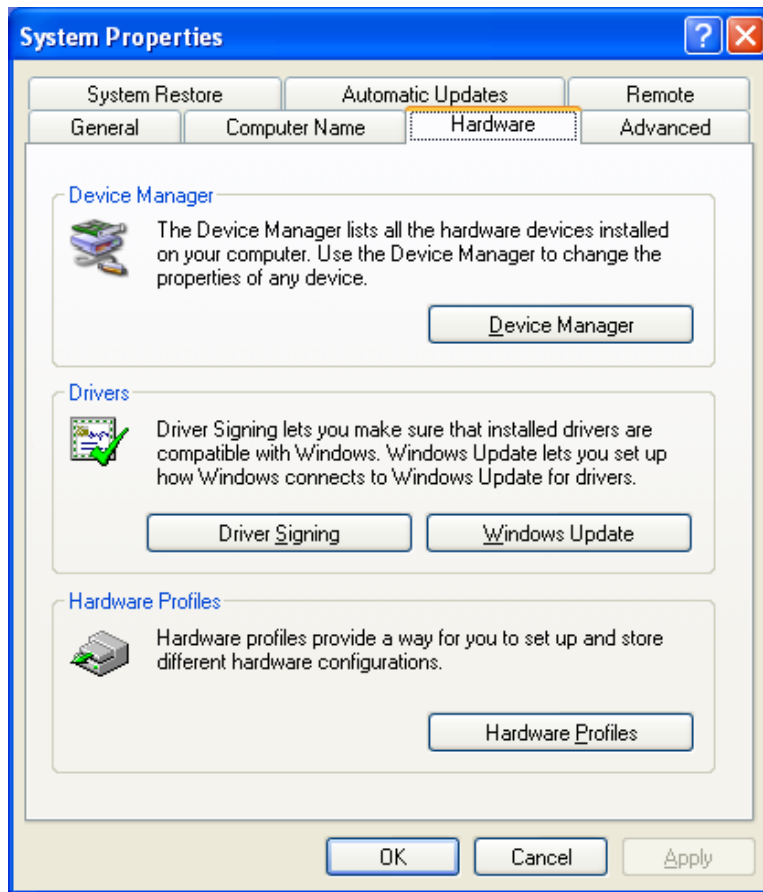 System Properties
?
System Restore Automatic Updates Remote
General Computer Name Hardware Advanced
Device Manager
The Device Manager lists all the hardware devices installed
on your computer. Use the Device Manager to change the
properties of any device.
Device Manager
Drivers
Driver Signing lets you make sure that installed drivers are
compatible with Windows. Windows Update lets you set up
how Windows connects to Windows Update for drivers.
Driver Signing Windows Update
Hardware Profiles
Hardware profiles provide a way for you to set up and store
different hardware configurations.
Hardware Profiles
OK Cancel Apply